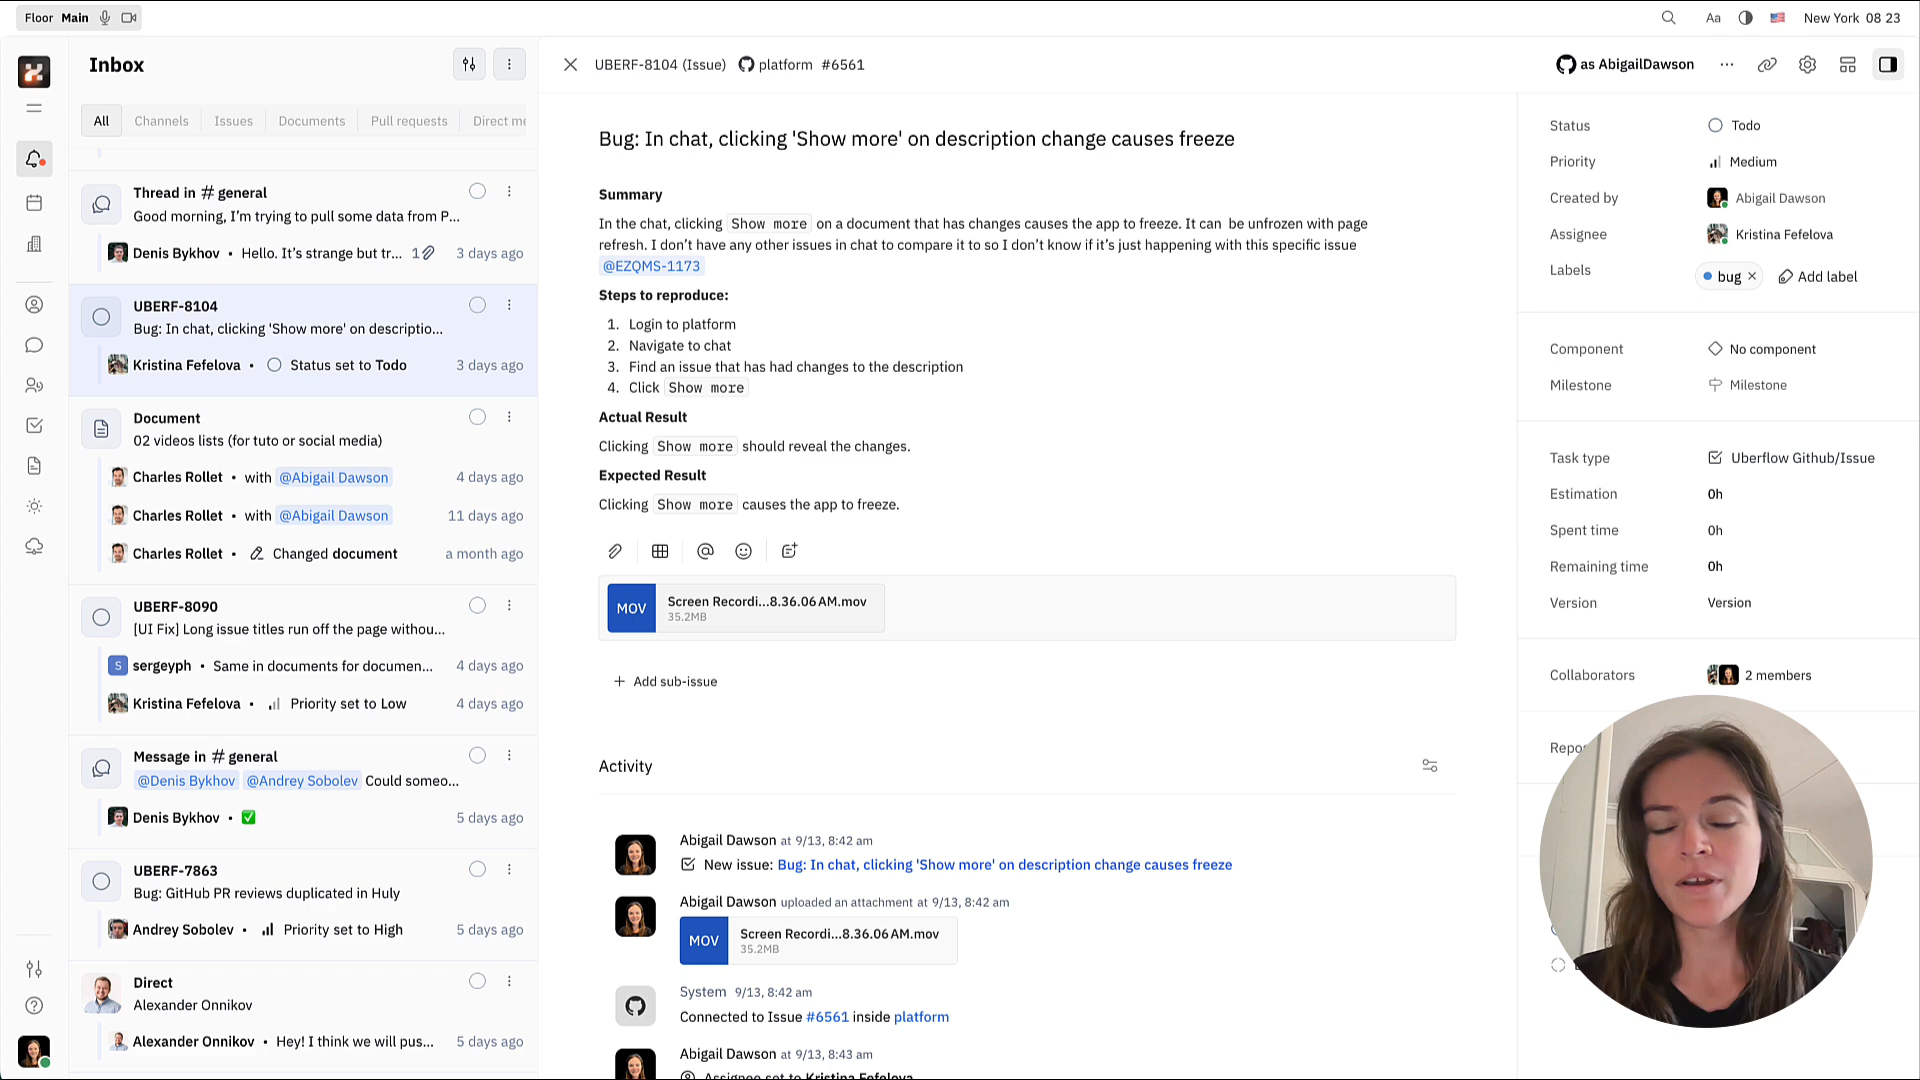 Floor Main
Aa
New York 08 23
Inbox
All Channels Issues Documents Pull requests Direct me
Thread in # general
Good morning, I'm trying to pull some data from P...
Denis Bykhov • Hello. It's strange but tr... 1 3 days ago
UBERF-8104
Bug: In chat, clicking 'Show more' on descriptio...
Kristina Fefelova • Status set to Todo 3 days ago
Document
02 videos lists (for tuto or social media)
Charles Rollet • with @Abigail Dawson 4 days ago
Charles Rollet • with @Abigail Dawson 11 days ago
Charles Rollet • Changed document a month ago
UBERF-8090
[UI Fix] Long issue titles run off the page withou...
S sergeyph • Same in documents for documen... 4 days ago
Kristina Fefelova • Priority set to Low 4 days ago
Message in # general
@Denis Bykhov @Andrey Sobolev Could someo...
Denis Bykhov • ✅ 5 days ago
UBERF-7863
Bug: GitHub PR reviews duplicated in Huly
Andrey Sobolev • Priority set to High 5 days ago
Direct
Alexander Onnikov
Alexander Onnikov • Hey! I think we will pus... 5 days ago
UBERF-8104 (Issue) platform #6561
as AbigailDawson
Bug: In chat, clicking 'Show more' on description change causes freeze
Summary
In the chat, clicking Show more on a document that has changes causes the app to freeze. It can be unfrozen with page
refresh. I don't have any other issues in chat to compare it to so I don't know if it's just happening with this specific issue
@EZQMS-1173
Steps to reproduce:
1. Login to platform
2. Navigate to chat
3. Find an issue that has had changes to the description
4. Click Show more
Actual Result
Clicking Show more should reveal the changes.
Expected Result
Clicking Show more causes the app to freeze.
MOV Screen Recordi...8.36.06 AM.mov
35.2MB
+ Add sub-issue
Activity
Abigail Dawson at 9/13, 8:42 am
New issue: Bug: In chat, clicking 'Show more' on description change causes freeze
Abigail Dawson uploaded an attachment at 9/13, 8:42 am
MOV Screen Recordi...8.36.06 AM.mov
35.2MB
System 9/13, 8:42 am
Connected to Issue #6561 inside platform
Abigail Dawson at 9/13, 8:43 am
Assignee set to Kristina Fefelova
Status Todo
Priority Medium
Created by Abigail Dawson
Assignee Kristina Fefelova
Labels bug × Add label
Component No component
Milestone Milestone
Task type Uberflow Github/Issue
Estimation 0h
Spent time 0h
Remaining time 0h
Version Version
Collaborators 2 members
Repo